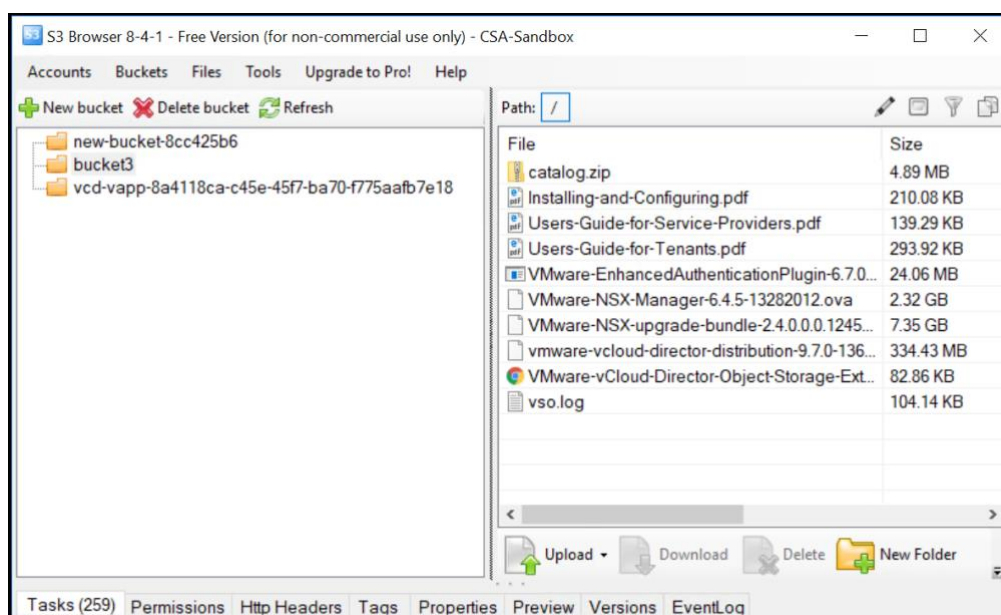 S3 Browser 8-4-1 - Free Version (for non-commercial use only) - CSA-Sandbox
Accounts Buckets Files Tools Upgrade to Pro! Help
New bucket Delete bucket Refresh
new-bucket-8cc425b6
bucket3
vcd-vapp-8a4118ca-c45e-45f7-ba70-f775aafb7e18
Path: /
File Size
catalog.zip 4.89 MB
Installing-and-Configuring.pdf 210.08 KB
Users-Guide-for-Service-Providers.pdf 139.29 KB
Users-Guide-for-Tenants.pdf 293.92 KB
VMware-EnhancedAuthenticationPlugin-6.7.0... 24.06 MB
VMware-NSX-Manager-6.4.5-13282012.ova 2.32 GB
VMware-NSX-upgrade-bundle-2.4.0.0.0.1245... 7.35 GB
vmware-vcloud-director-distribution-9.7.0-136... 334.43 MB
VMware-vCloud-Director-Object-Storage-Ext... 82.86 KB
vso.log 104.14 KB
Upload Download Delete New Folder
Tasks (259) Permissions Http Headers Tags Properties Preview Versions EventLog